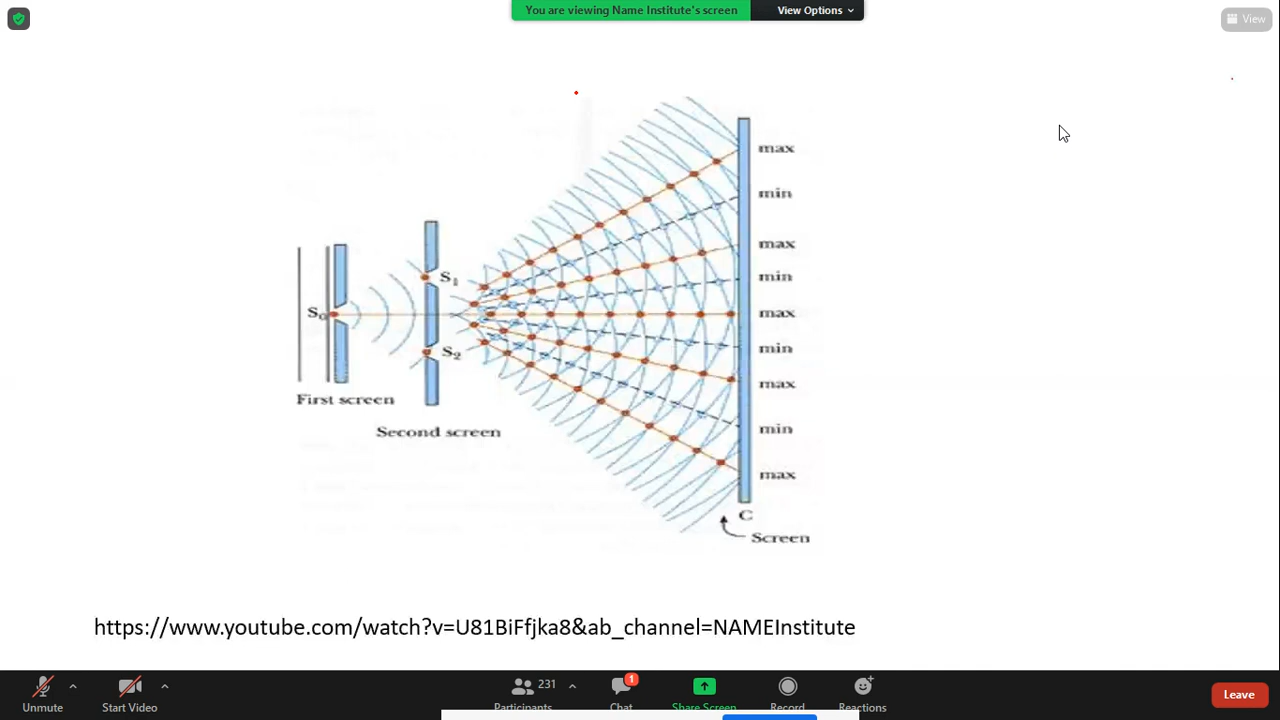 You are viewing Name Institute's screen
View Options
View
max
min
max
min
S1
S0
max
S2
min
max
First screen
min
Second screen
max
C
Screen
https://www.youtube.com/watch?v=U81BiFfjka8&ab_channel=NAMEInstitute
231
1
Unmute
Start Video
Participants
Chat
Share Screen
Record
Reactions
Leave